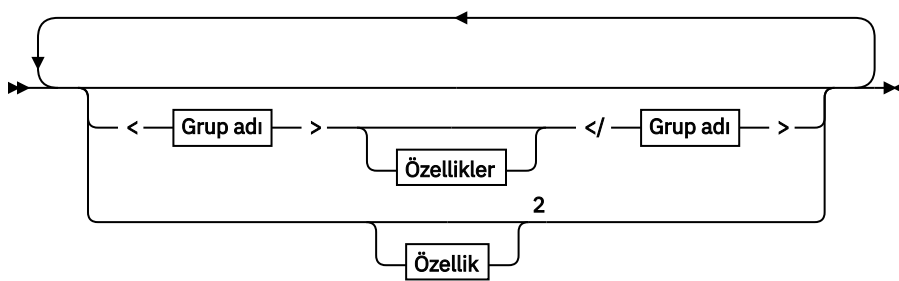 < Grup adı > </ Grup adı >
Özellikler
2
Özellik